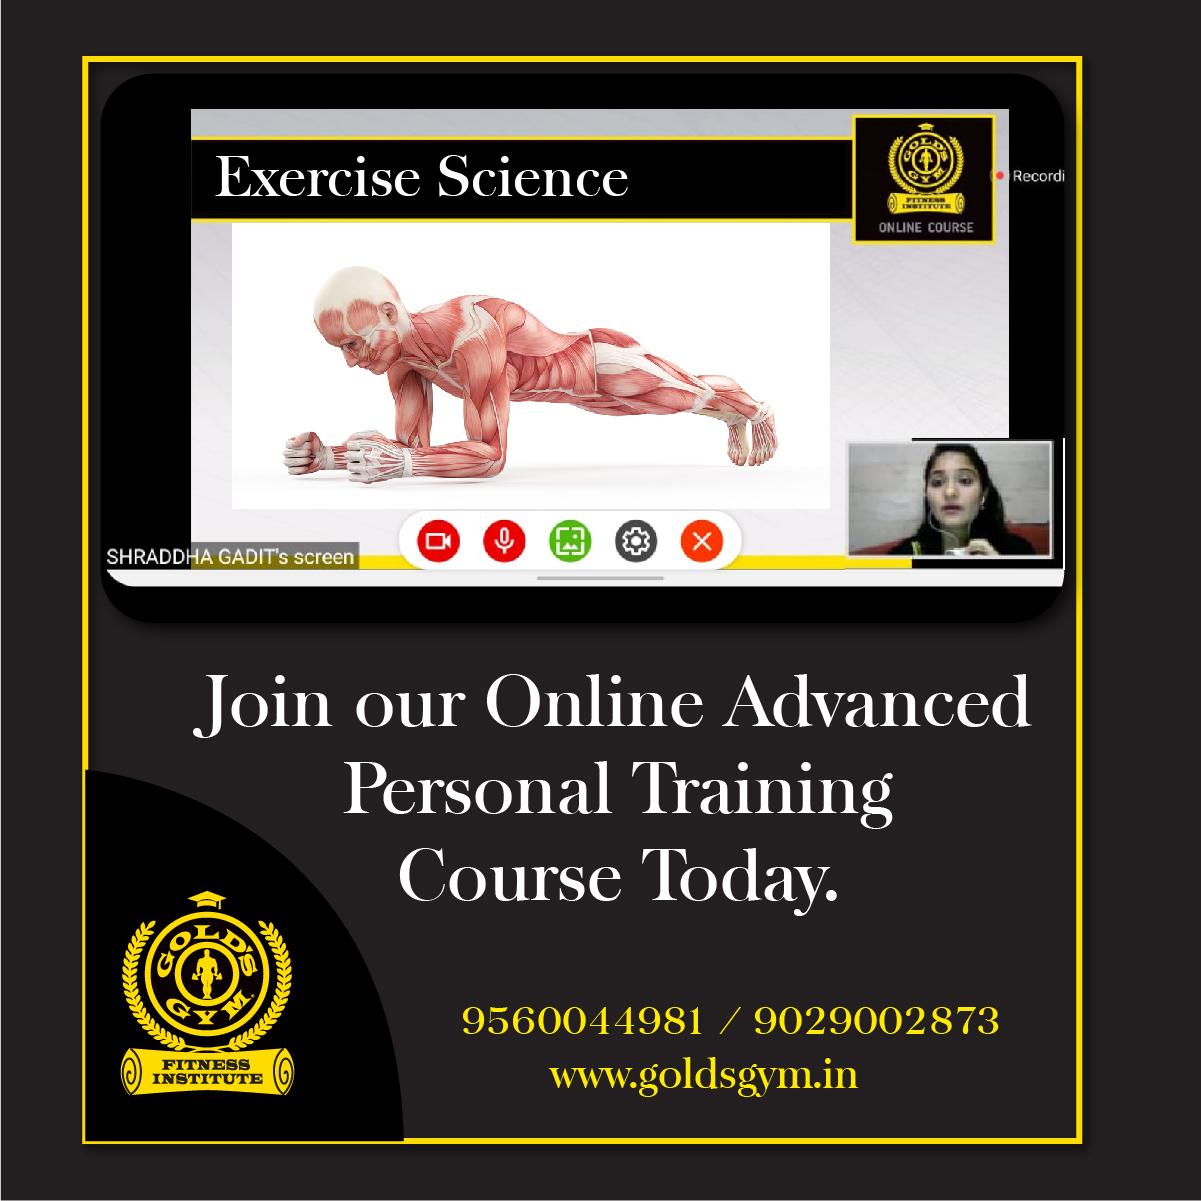 Exercise Science
GOLD'S
GYM
FITNESS
INSTITUTE
ONLINE COURSE
Recordi
SHRADDHA GADIT's screen
Join our Online Advanced
Personal Training
Course Today.
GOLD'S
GYM
FITNESS
INSTITUTE
9560044981 / 9029002873
www.goldsgym.in